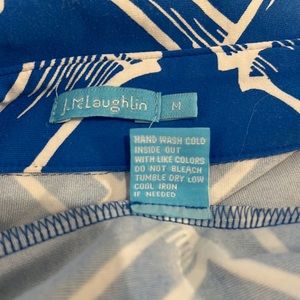 J.McLaughlin M
HAND WASH COLD
INSIDE OUT
WITH LIKE COLORS
DO NOT BLEACH
TUMBLE DRY LOW
COOL IRON
IF NEEDED